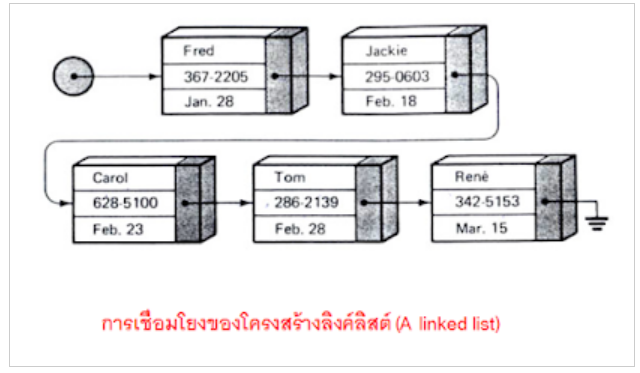 Fred
367-2205
Jan. 28
Jackie
295-0603
Feb. 18
Carol
628-5100
Feb. 23
Tom
286-2139
Feb. 28
René
342-5153
Mar. 15
การเชื่อมโยงของโครงสร้างลิงค์ลิสต์ (A linked list)